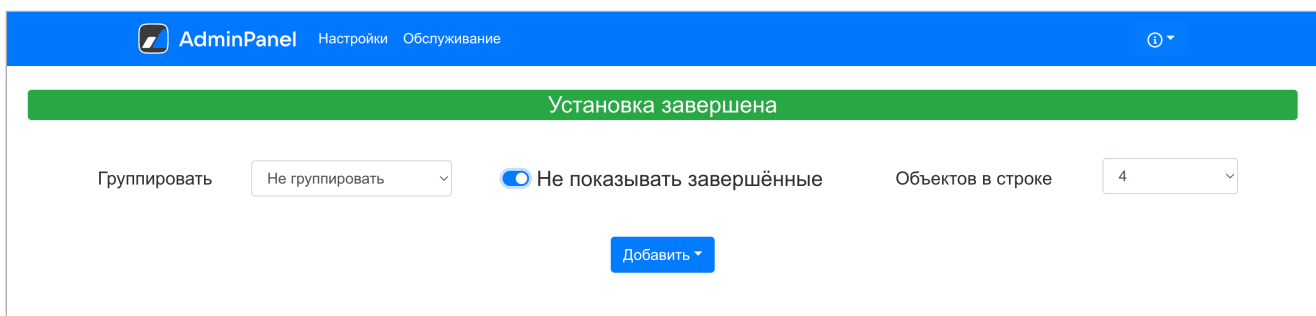 AdminPanel Настройки Обслуживание
Установка завершена
Группировать Не группировать Не показывать завершённые Объектов в строке 4
Добавить